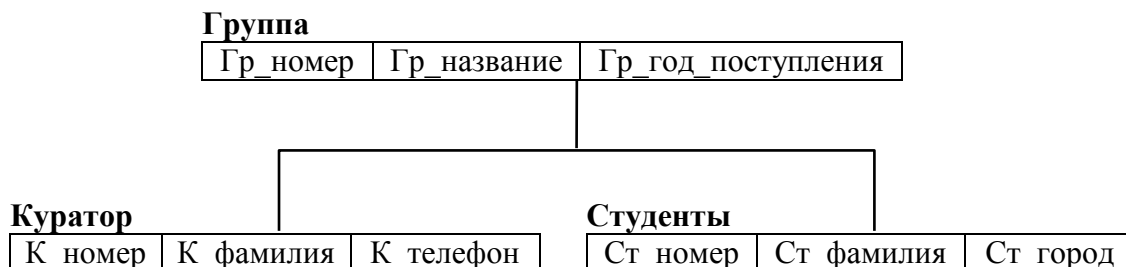 Группа
Гр_номер Гр_название Гр_год_поступления
Куратор Студенты
К_номер К_фамилия К_телефон Ст_номер Ст_фамилия Ст_город